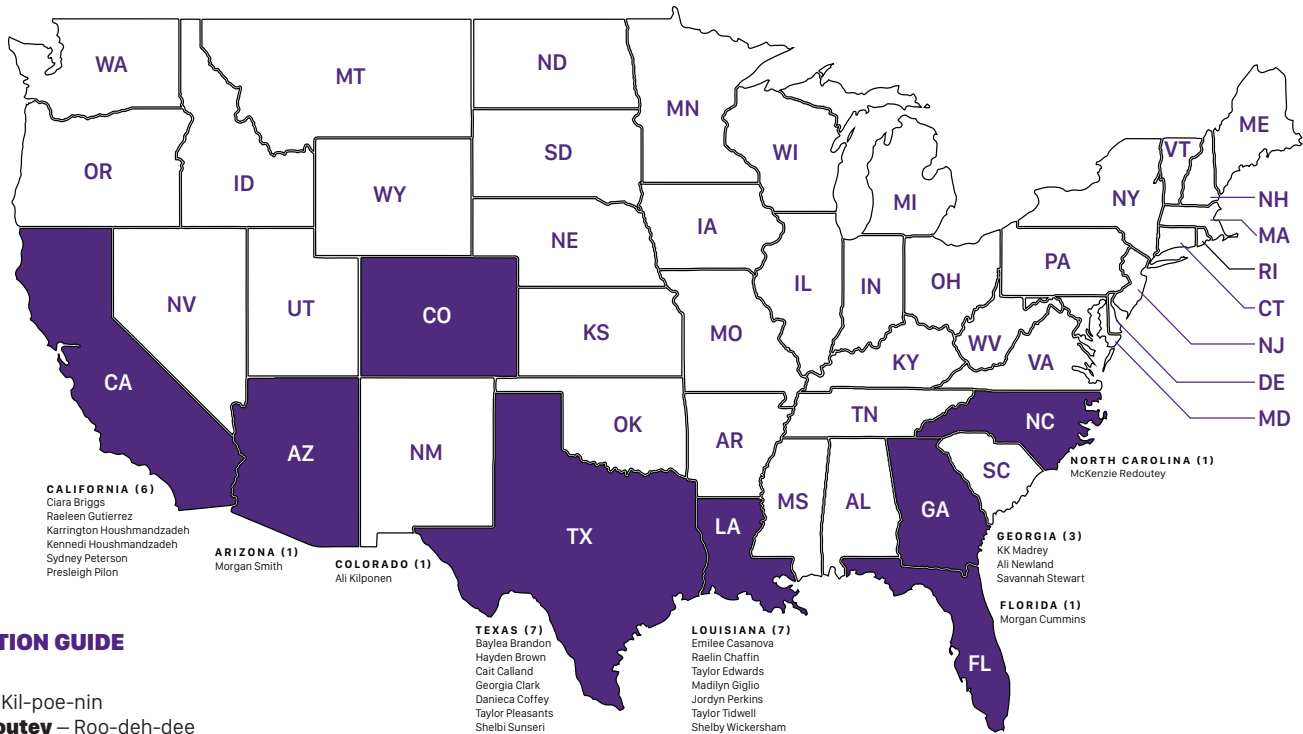 WA
MT
ND
MN
OR
ID
WY
SD
WI
MI
NY
VT
ME
NH
MA
RI
CT
NJ
DE
MD
NE
IA
PA
NV
UT
CO
KS
MO
IL
IN
OH
WV
VA
KY
CA
AZ
NM
OK
AR
TN
NC
SC
MS
AL
GA
TX
LA
FL
CALIFORNIA (6)
Ciara Briggs
Raeleen Gutierrez
Karrington Houshmandzadeh
Kennedi Houshmandzadeh
Sydney Peterson
Presleigh Pilon
ARIZONA (1)
Morgan Smith
COLORADO (1)
Ali Kilponen
TEXAS (7)
Baylea Brandon
Hayden Brown
Cait Calland
Georgia Clark
Danieca Coffey
Taylor Pleasants
Shelbi Sunseri
LOUISIANA (7)
Emilee Casanova
Raelin Chaffin
Taylor Edwards
Madilyn Giglio
Jordyn Perkins
Taylor Tidwell
Shelby Wickersham
NORTH CAROLINA (1)
McKenzie Redoutey
GEORGIA (3)
KK Madrey
Ali Newland
Savannah Stewart
FLORIDA (1)
Morgan Cummins
TION GUIDE
Kil-poe-nin
outey – Roo-deh-dee